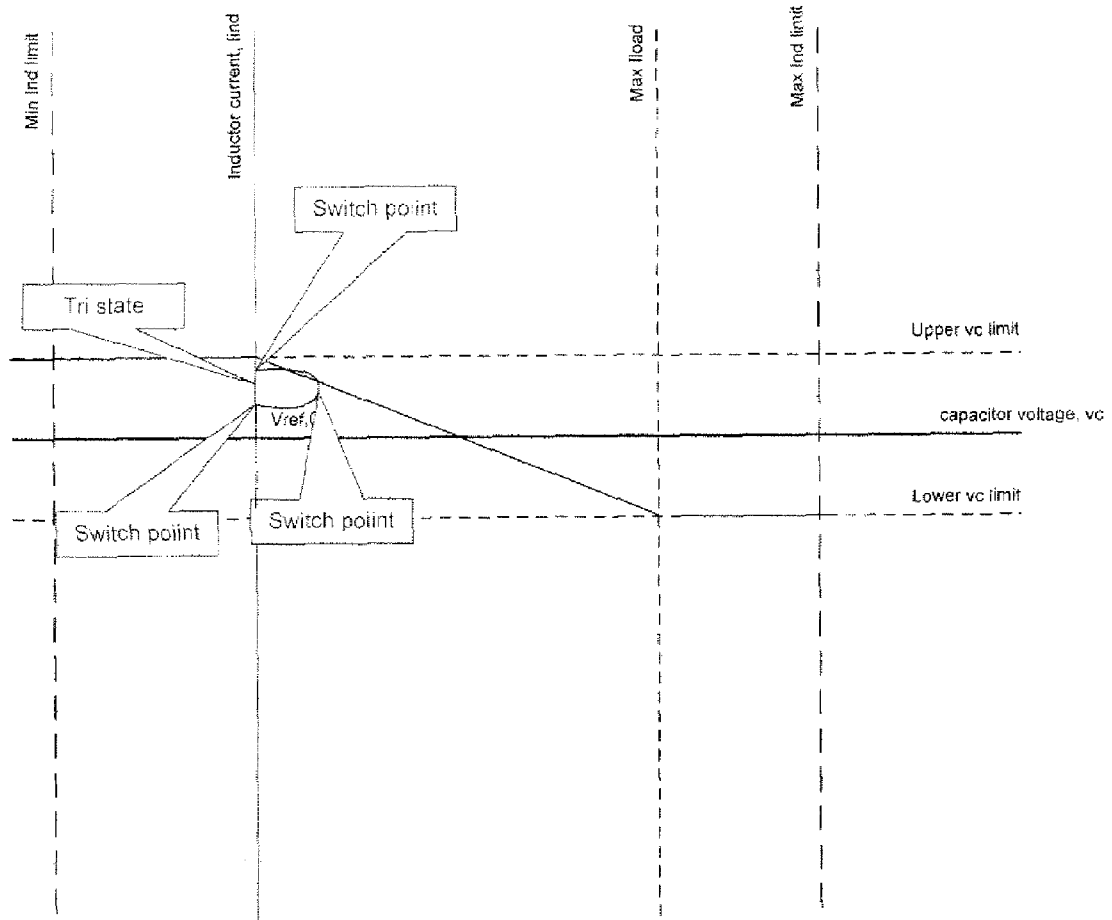 Min Ind limit
Inductor current, Iind
Max Iload
Max Ind limit
Switch poiint
Tri state
Upper vc limit
Vref,0
capacitor voltage, vc
Lower vc limit
Switch poiint
Switch poiint